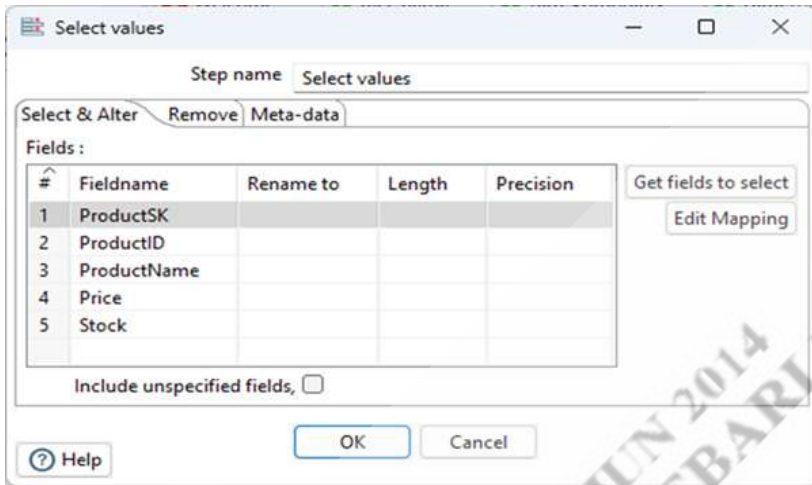 Select values
Step name Select values
Select & Alter Remove Meta-data
Fields :
# Fieldname Rename to Length Precision
Get fields to select
1 ProductSK
Edit Mapping
2 ProductID
3 ProductName
4 Price
5 Stock
Include unspecified fields,
OK Cancel
Help
JUN 2014